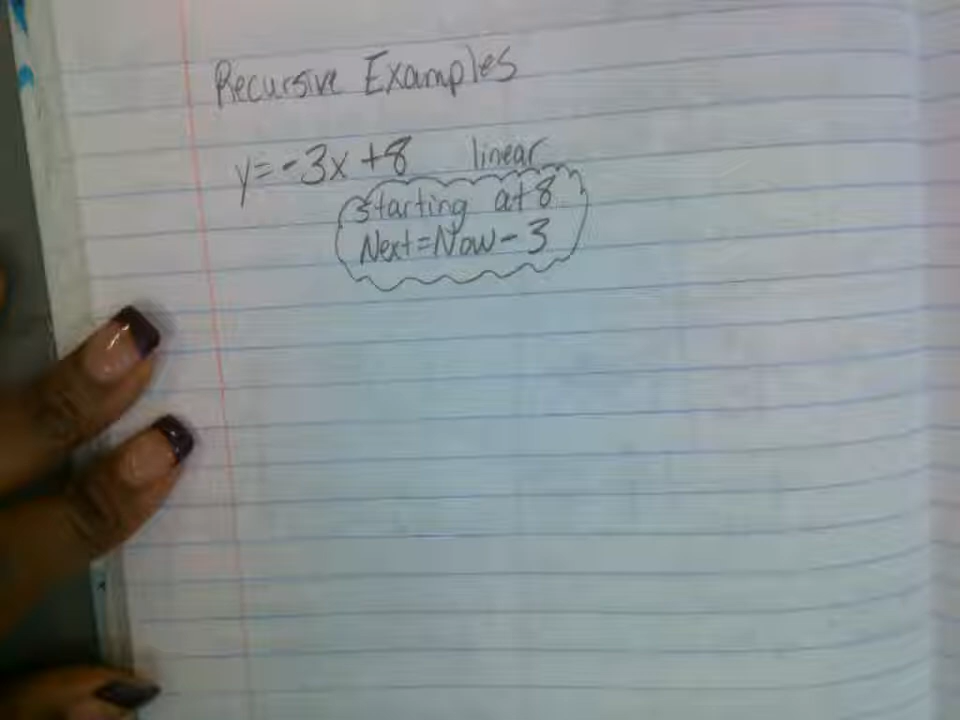 Recursive Examples
y=-3x+8 linear
Starting at 8
Next=Now-3